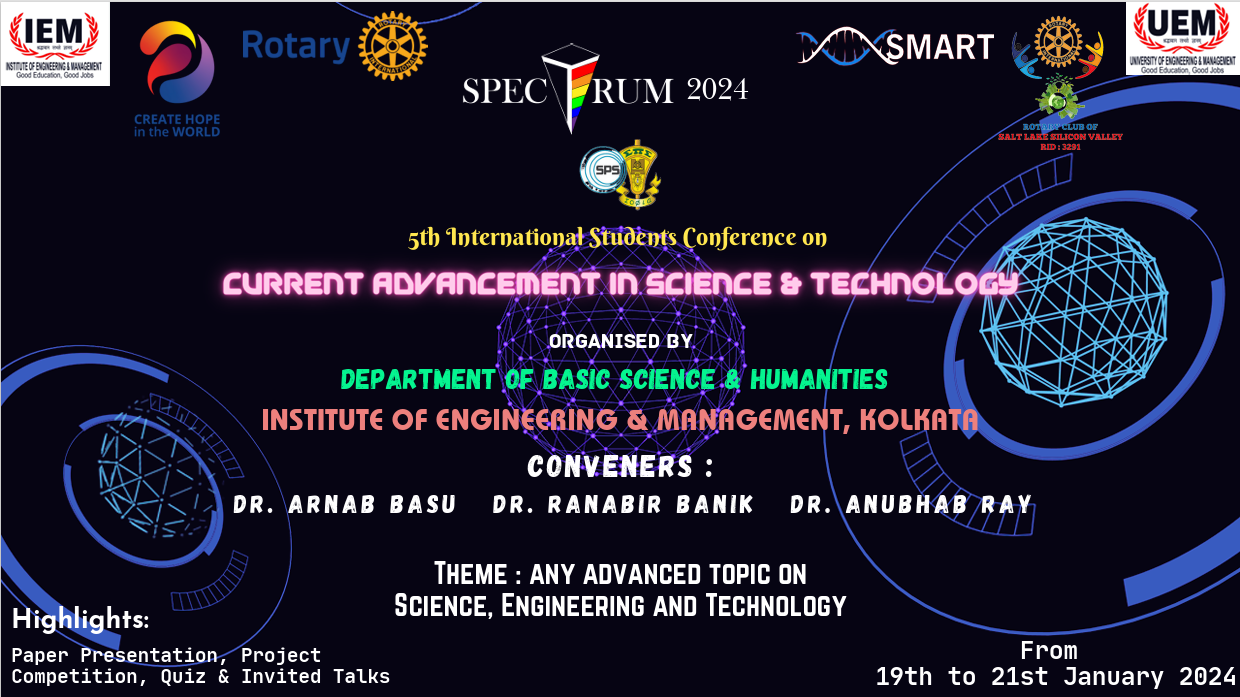 IEM
INSTITUTE OF ENGINEERING & MANAGEMENT
Good Education, Good Jobs
CREATE HOPE
in the WORLD
Rotary
ROTARY
INTERNATIONAL
SPECTRUM 2024
SMART
ROTARY CLUB OF
SALT LAKE SILICON VALLEY
RID : 3291
UEM
UNIVERSITY OF ENGINEERING & MANAGEMENT
Good Education, Good Jobs
SPS
5th International Students Conference on
CURRENT ADVANCEMENT IN SCIENCE & TECHNOLOGY
ORGANISED BY
DEPARTMENT OF BASIC SCIENCE & HUMANITIES
INSTITUTE OF ENGINEERING & MANAGEMENT, KOLKATA
CONVENERS :
DR. ARNAB BASU DR. RANABIR BANIK DR. ANUBHAB RAY
THEME : ANY ADVANCED TOPIC ON
SCIENCE, ENGINEERING AND TECHNOLOGY
Highlights:
Paper Presentation, Project
Competition, Quiz & Invited Talks
From
19th to 21st January 2024